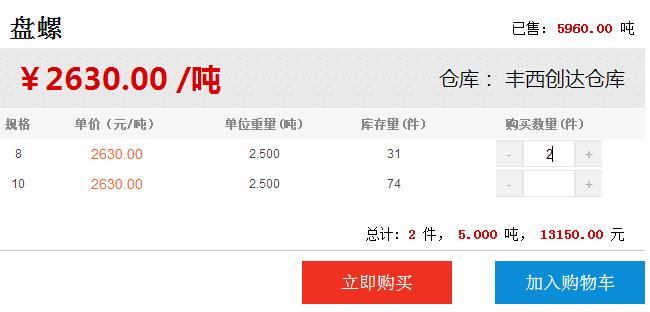 盘螺 已售：5960.00 吨
￥2630.00 /吨 仓库： 丰西创达仓库
规格 单价（元/吨） 单位重量(吨) 库存量(件) 购买数量(件)
8 2630.00 2.500 31 - 2 +
10 2630.00 2.500 74 - +
总计：2 件， 5.000 吨， 13150.00 元
立即购买 加入购物车